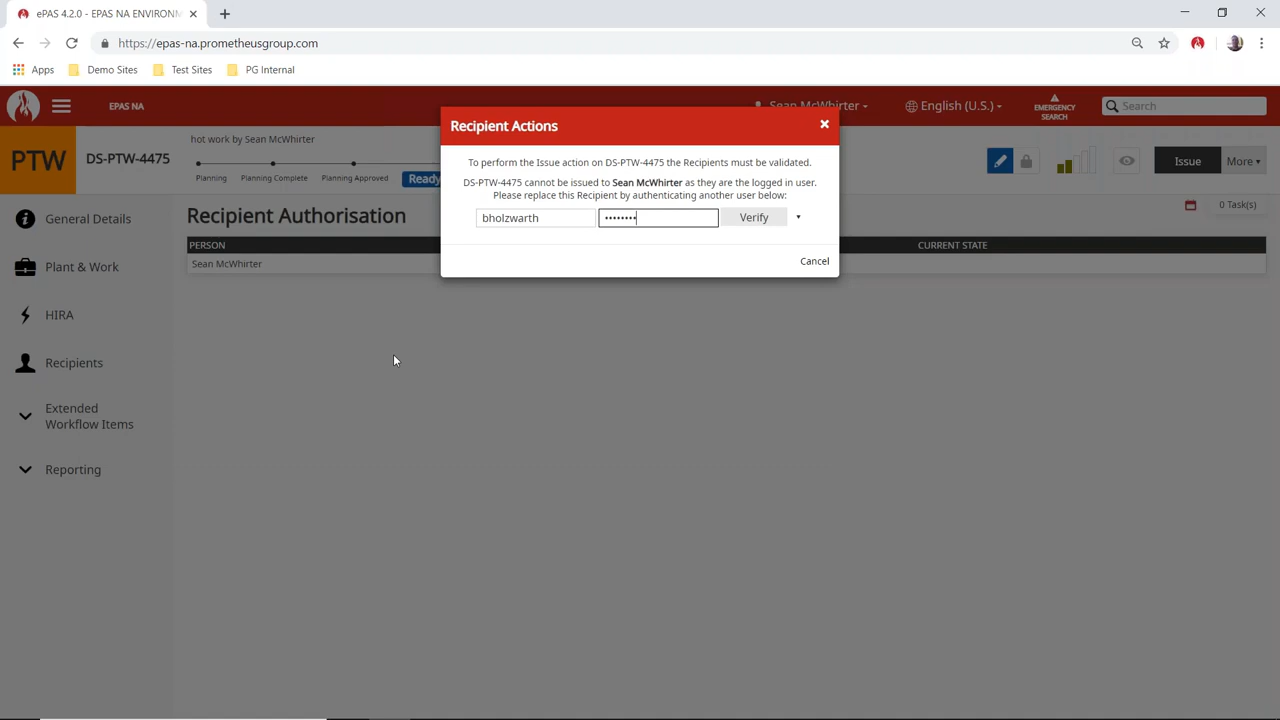 ePAS 4.2.0 - EPAS NA ENVIRONM
https://epas-na.prometheusgroup.com
Apps Demo Sites Test Sites PG Internal
EPAS NA
Sean McWhirter
English (U.S.)
EMERGENCY
SEARCH
Search
PTW
DS-PTW-4475
hot work by Sean McWhirter
Planning Planning Complete Planning Approved Ready
Issue
More
Recipient Actions
To perform the Issue action on DS-PTW-4475 the Recipients must be validated.
DS-PTW-4475 cannot be issued to Sean McWhirter as they are the logged in user.
Please replace this Recipient by authenticating another user below:
bholzwarth •••••••• Verify
Cancel
General Details
Plant & Work
HIRA
Recipients
Extended
Workflow Items
Reporting
Recipient Authorisation
0 Task(s)
PERSON CURRENT STATE
Sean McWhirter